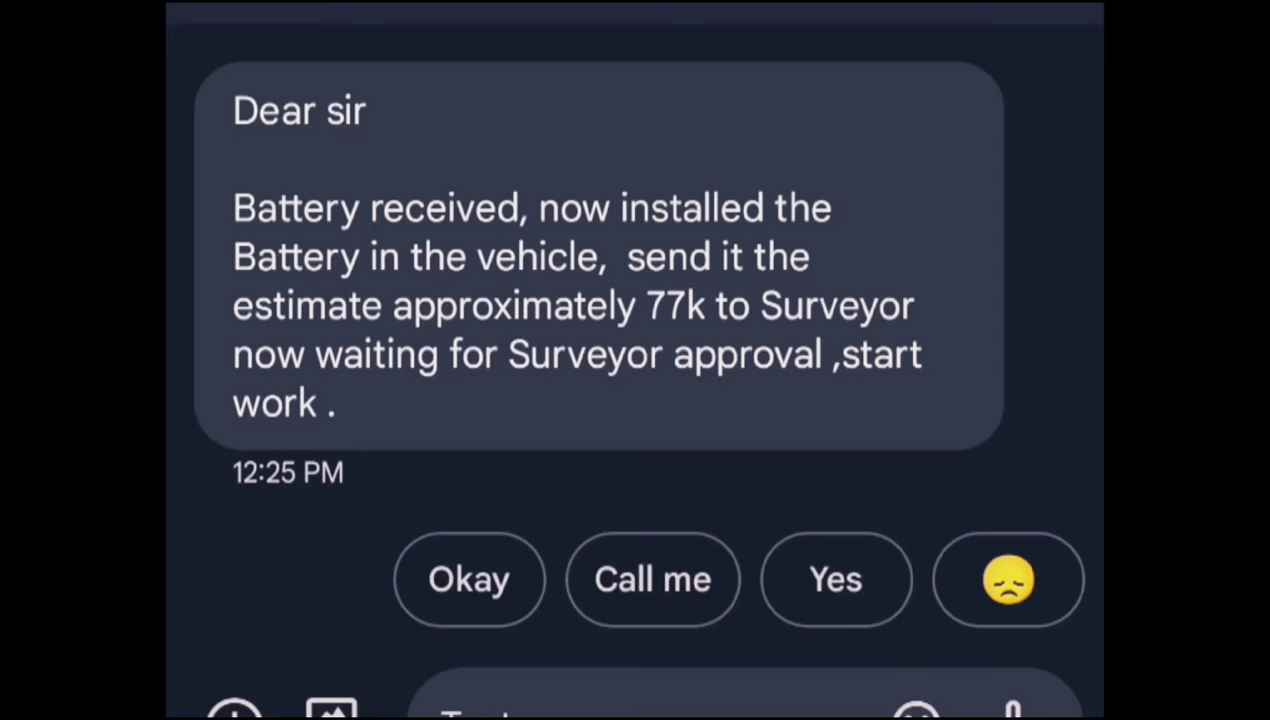 Dear sir
Battery received, now installed the
Battery in the vehicle,  send it the
estimate approximately 77k to Surveyor
now waiting for Surveyor approval ,start
work .
12:25 PM
Okay
Call me
Yes